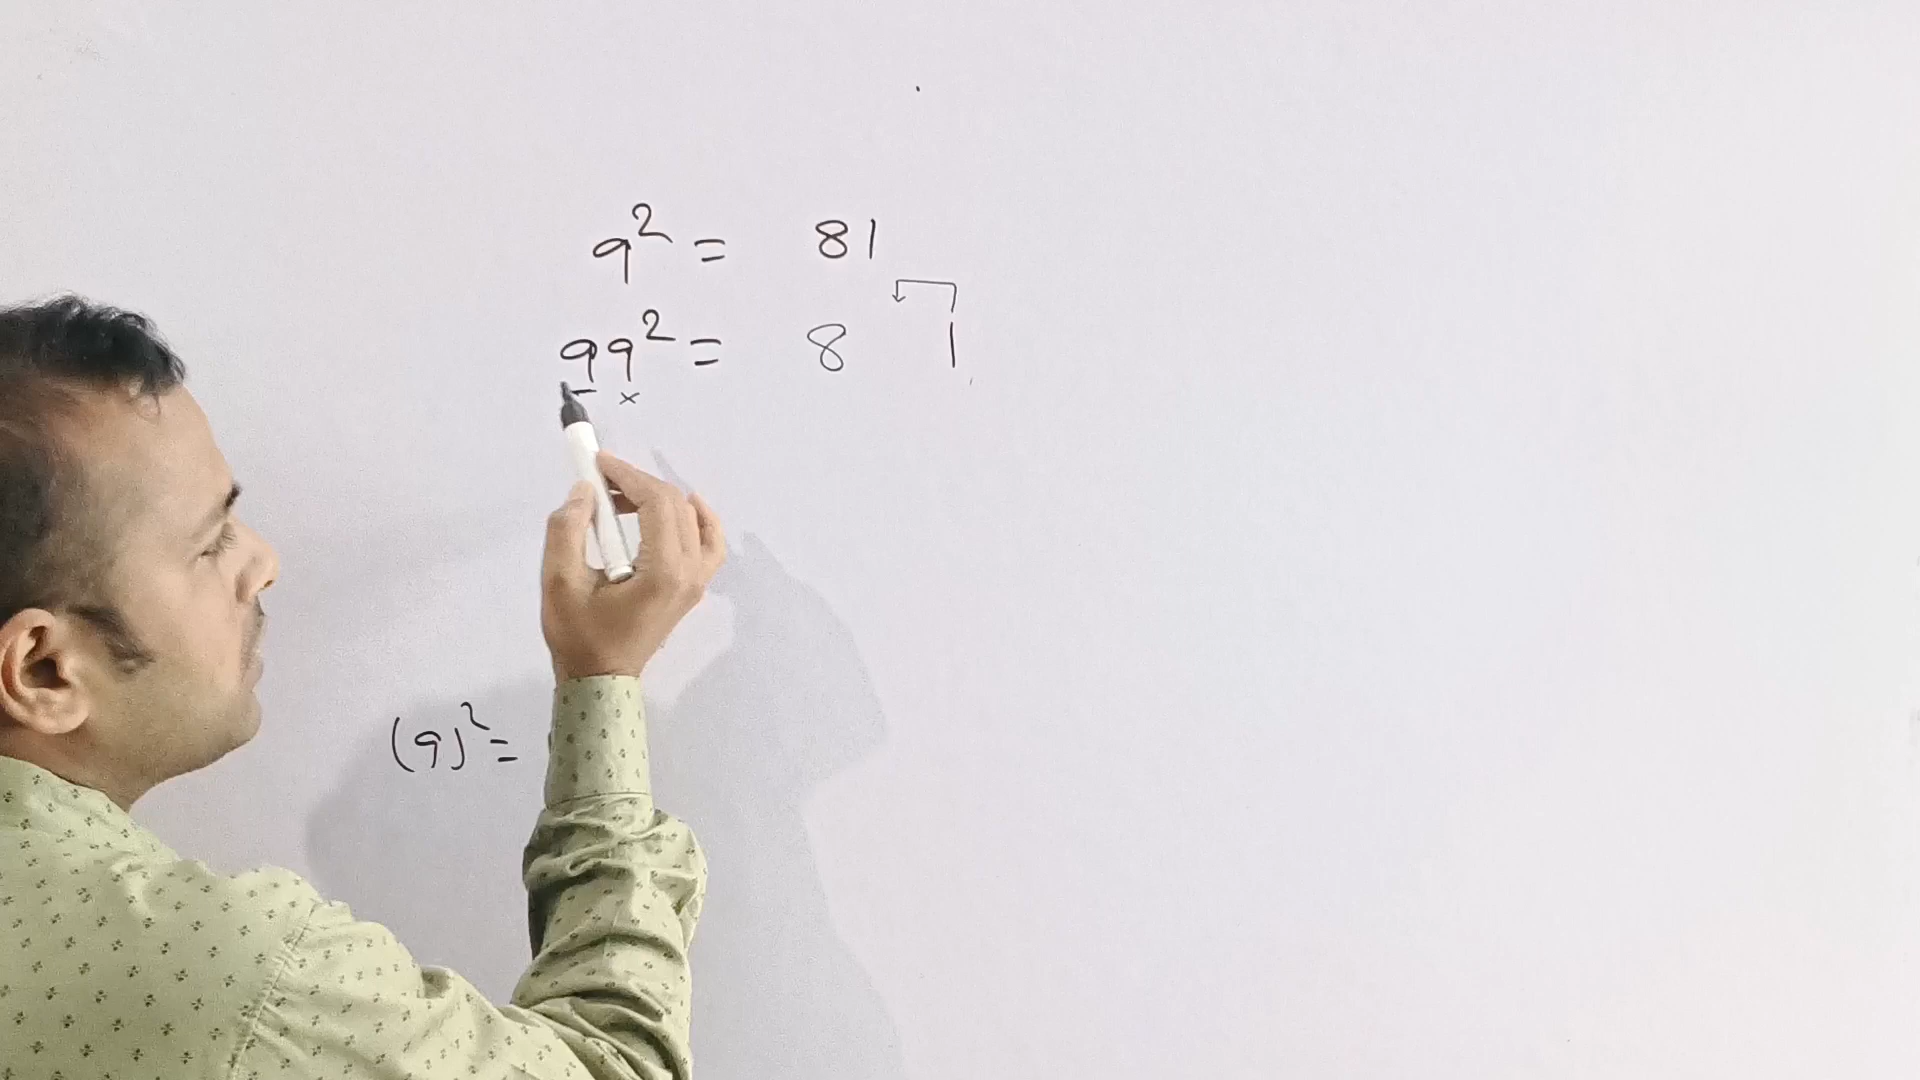 9² = 81
99² = 8 1
x
(9)² =